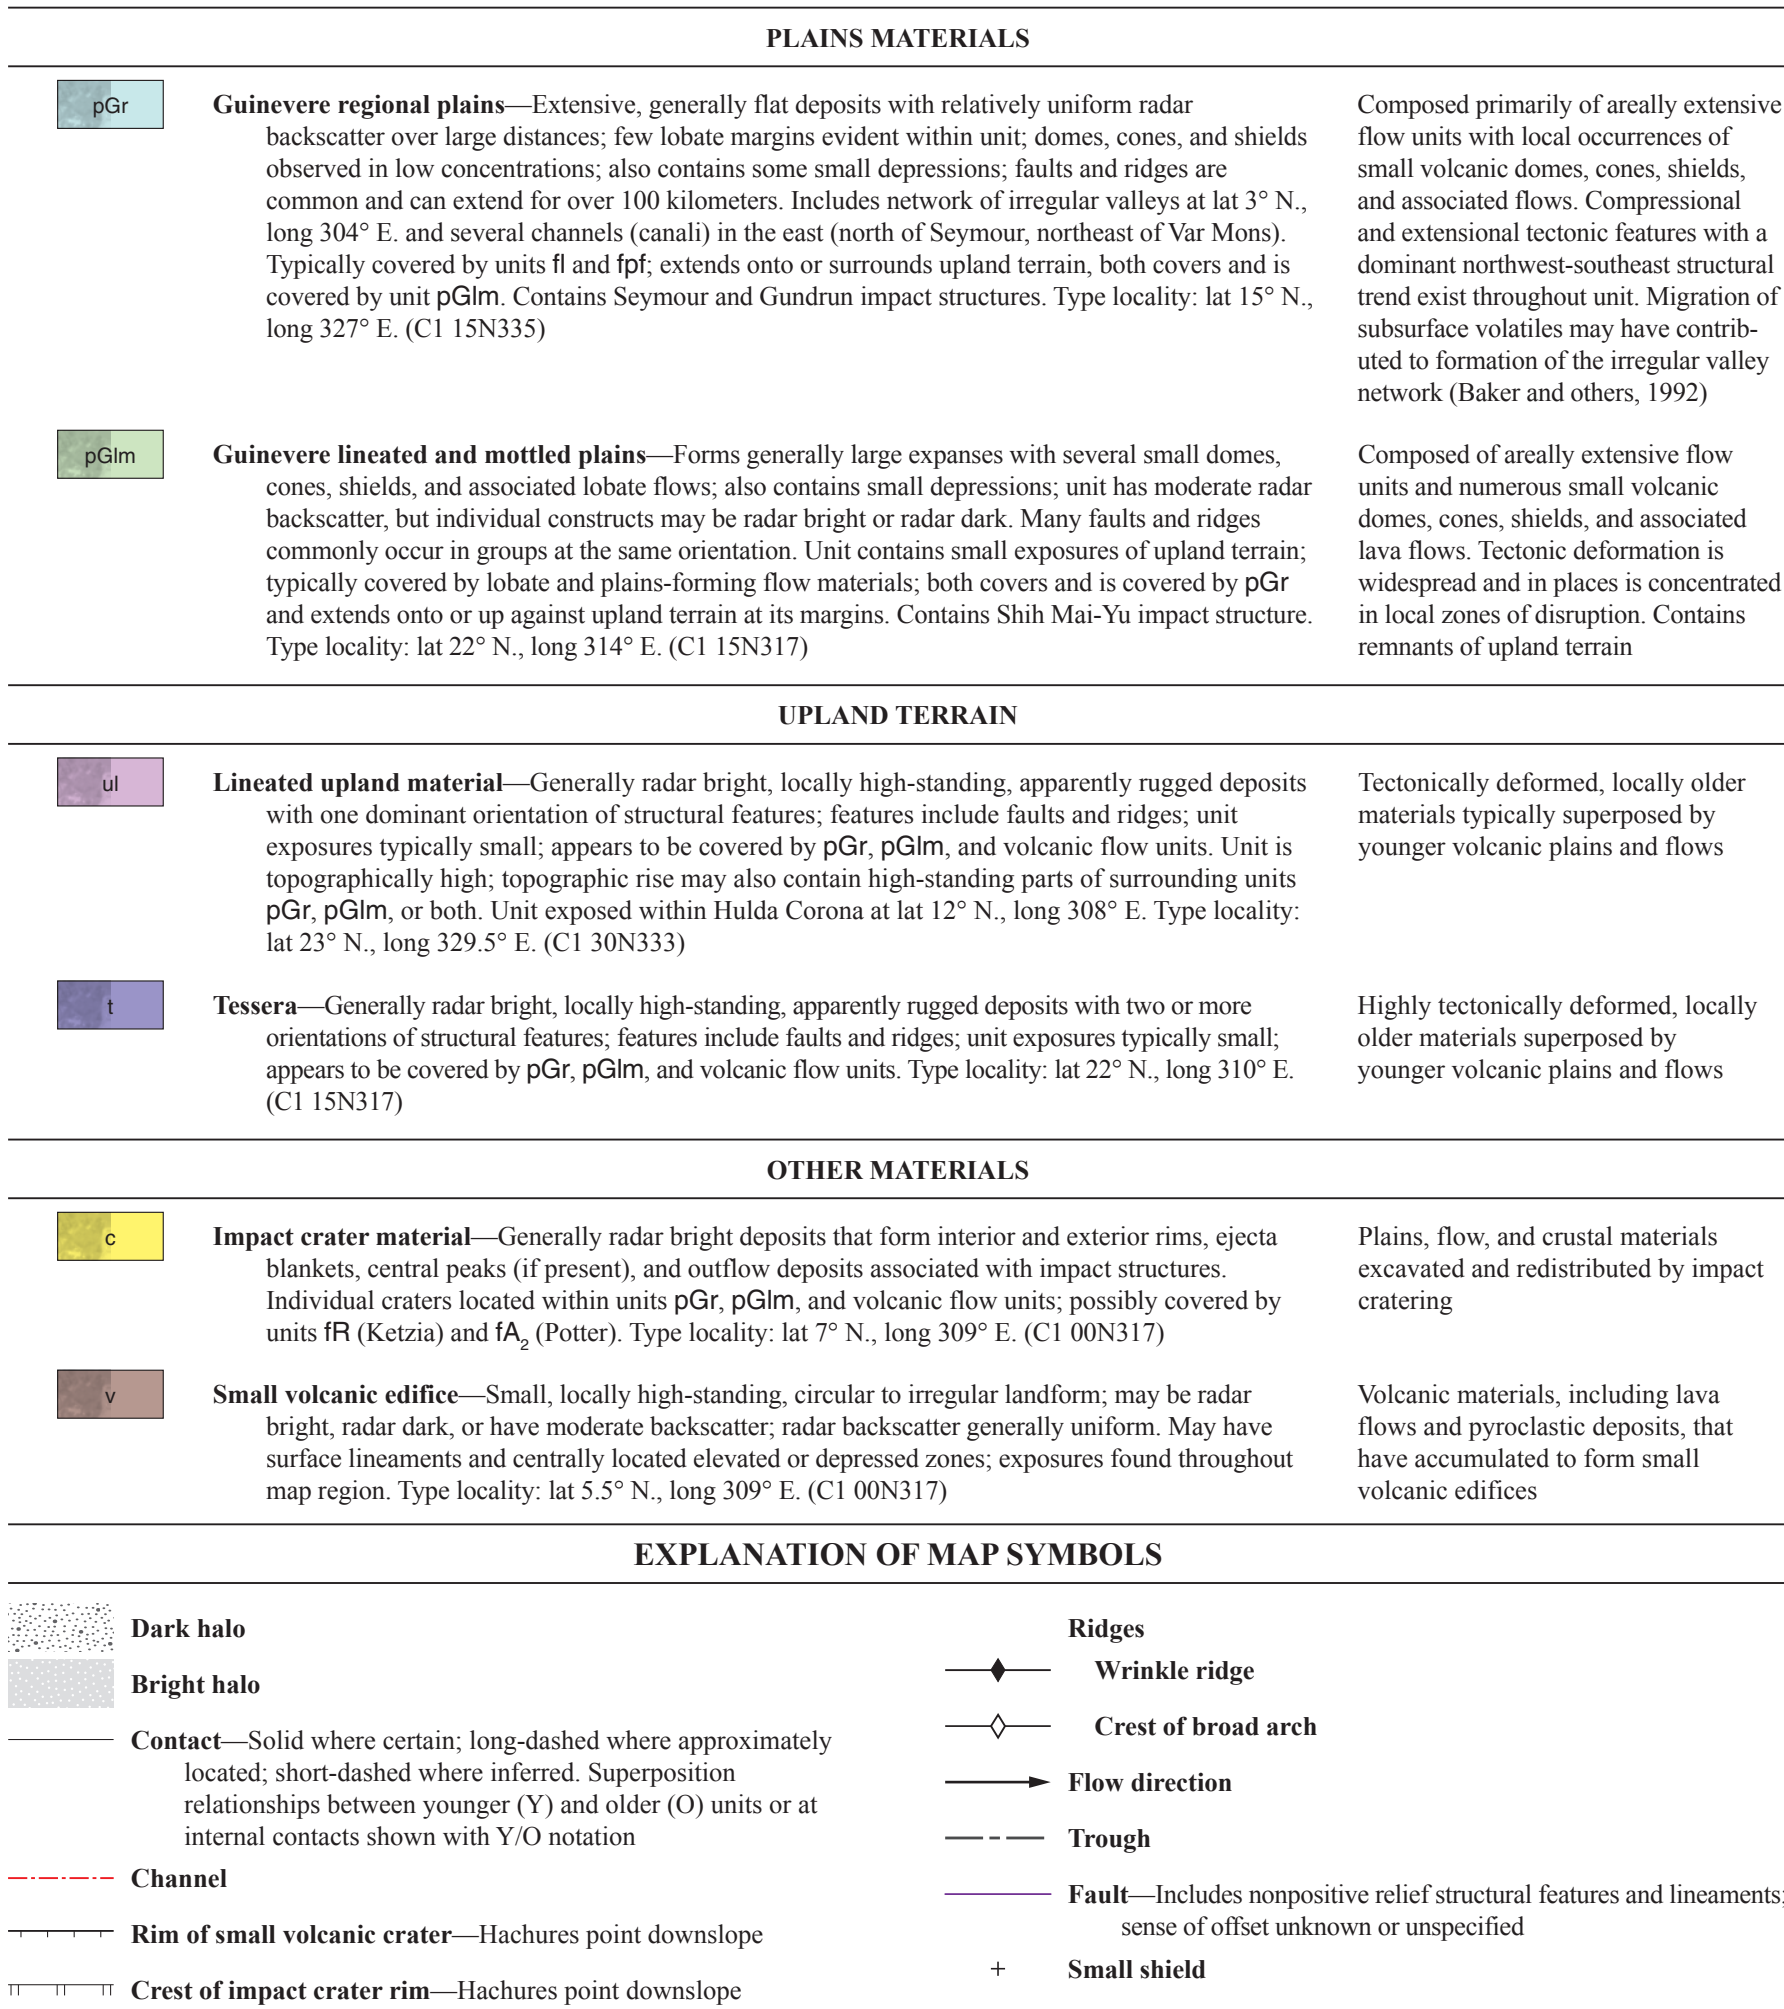 PLAINS MATERIALS
pGr
Guinevere regional plains—Extensive, generally flat deposits with relatively uniform radar
backscatter over large distances; few lobate margins evident within unit; domes, cones, and shields
observed in low concentrations; also contains some small depressions; faults and ridges are
common and can extend for over 100 kilometers. Includes network of irregular valleys at lat 3° N.,
long 304° E. and several channels (canali) in the east (north of Seymour, northeast of Var Mons).
Typically covered by units fl and fpf; extends onto or surrounds upland terrain, both covers and is
covered by unit pGlm. Contains Seymour and Gundrun impact structures. Type locality: lat 15° N.,
long 327° E. (C1 15N335)
Composed primarily of areally extensive
flow units with local occurrences of
small volcanic domes, cones, shields,
and associated flows. Compressional
and extensional tectonic features with a
dominant northwest-southeast structural
trend exist throughout unit. Migration of
subsurface volatiles may have contrib-
uted to formation of the irregular valley
network (Baker and others, 1992)
pGlm
Guinevere lineated and mottled plains—Forms generally large expanses with several small domes,
cones, shields, and associated lobate flows; also contains small depressions; unit has moderate radar
backscatter, but individual constructs may be radar bright or radar dark. Many faults and ridges
commonly occur in groups at the same orientation. Unit contains small exposures of upland terrain;
typically covered by lobate and plains-forming flow materials; both covers and is covered by pGr
and extends onto or up against upland terrain at its margins. Contains Shih Mai-Yu impact structure.
Type locality: lat 22° N., long 314° E. (C1 15N317)
Composed of areally extensive flow
units and numerous small volcanic
domes, cones, shields, and associated
lava flows. Tectonic deformation is
widespread and in places is concentrated
in local zones of disruption. Contains
remnants of upland terrain
UPLAND TERRAIN
ul
Lineated upland material—Generally radar bright, locally high-standing, apparently rugged deposits
with one dominant orientation of structural features; features include faults and ridges; unit
exposures typically small; appears to be covered by pGr, pGlm, and volcanic flow units. Unit is
topographically high; topographic rise may also contain high-standing parts of surrounding units
pGr, pGlm, or both. Unit exposed within Hulda Corona at lat 12° N., long 308° E. Type locality:
lat 23° N., long 329.5° E. (C1 30N333)
Tectonically deformed, locally older
materials typically superposed by
younger volcanic plains and flows
t
Tessera—Generally radar bright, locally high-standing, apparently rugged deposits with two or more
orientations of structural features; features include faults and ridges; unit exposures typically small;
appears to be covered by pGr, pGlm, and volcanic flow units. Type locality: lat 22° N., long 310° E.
(C1 15N317)
Highly tectonically deformed, locally
older materials superposed by
younger volcanic plains and flows
OTHER MATERIALS
c
Impact crater material—Generally radar bright deposits that form interior and exterior rims, ejecta
blankets, central peaks (if present), and outflow deposits associated with impact structures.
Individual craters located within units pGr, pGlm, and volcanic flow units; possibly covered by
units fR (Ketzia) and fA2 (Potter). Type locality: lat 7° N., long 309° E. (C1 00N317)
Plains, flow, and crustal materials
excavated and redistributed by impact
cratering
v
Small volcanic edifice—Small, locally high-standing, circular to irregular landform; may be radar
bright, radar dark, or have moderate backscatter; radar backscatter generally uniform. May have
surface lineaments and centrally located elevated or depressed zones; exposures found throughout
map region. Type locality: lat 5.5° N., long 309° E. (C1 00N317)
Volcanic materials, including lava
flows and pyroclastic deposits, that
have accumulated to form small
volcanic edifices
EXPLANATION OF MAP SYMBOLS
Dark halo
Bright halo
Contact—Solid where certain; long-dashed where approximately
located; short-dashed where inferred. Superposition
relationships between younger (Y) and older (O) units or at
internal contacts shown with Y/O notation
Channel
Rim of small volcanic crater—Hachures point downslope
Crest of impact crater rim—Hachures point downslope
Ridges
Wrinkle ridge
Crest of broad arch
Flow direction
Trough
Fault—Includes nonpositive relief structural features and lineaments;
sense of offset unknown or unspecified
Small shield